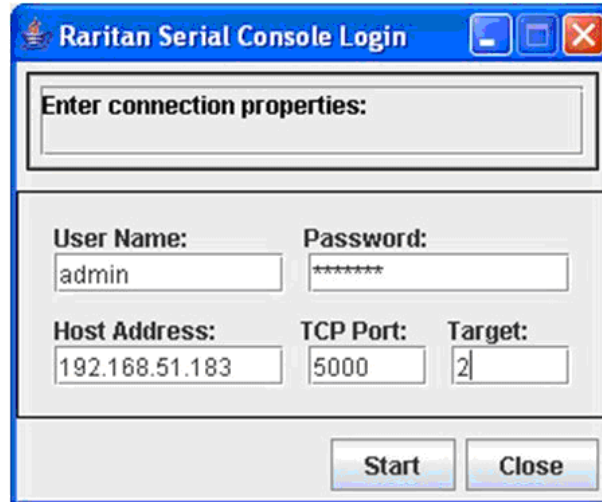 Raritan Serial Console Login
Enter connection properties:
User Name: Password:
admin *******
Host Address: TCP Port: Target:
192.168.51.183 5000 2
Start Close